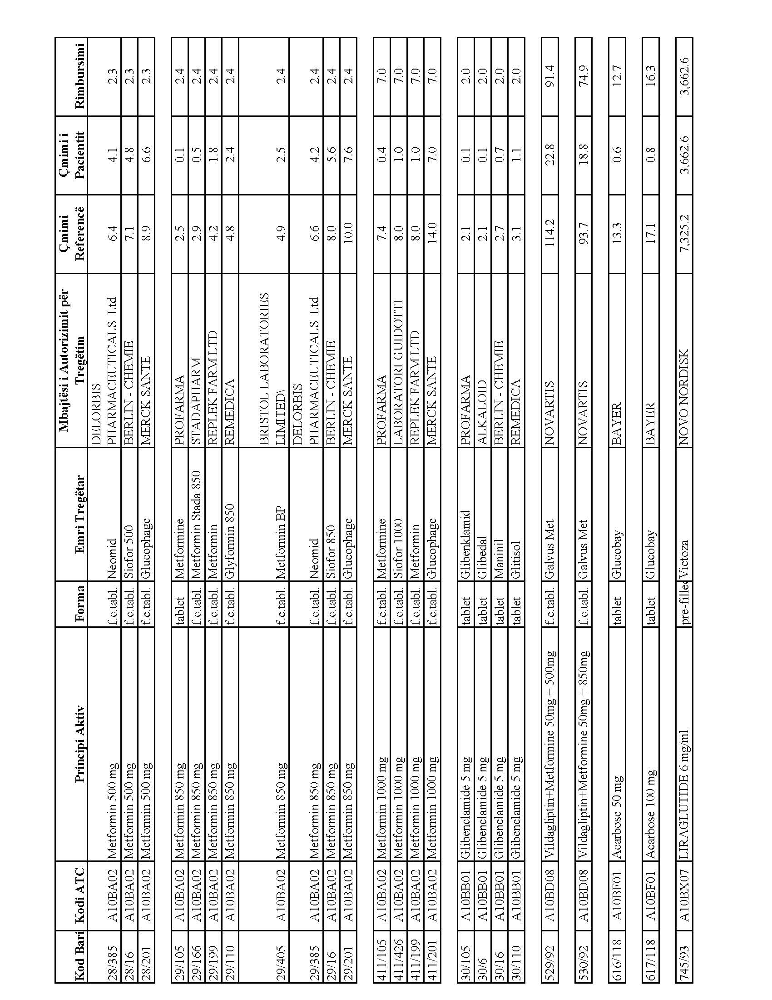 Kod Bari Kodi ATC Principi Aktiv Forma Emri Tregëtar Mbajtësi i Autorizimit për Tregëtim Çmimi Referencë Çmimi i Pacientit Rimbursimi
28/385 A10BA02 Metformin 500 mg f.c.tabl. Neomid DELORBIS PHARMACEUTICALS Ltd 6.4 4.1 2.3
28/16 A10BA02 Metformin 500 mg f.c.tabl. Siofor 500 BERLIN - CHEMIE 7.1 4.8 2.3
28/201 A10BA02 Metformin 500 mg f.c.tabl. Glucophage MERCK SANTE 8.9 6.6 2.3
29/105 A10BA02 Metformin 850 mg tablet Metformine PROFARMA 2.5 0.1 2.4
29/166 A10BA02 Metformin 850 mg f.c.tabl. Metformin Stada 850 STADAPHARM 2.9 0.5 2.4
29/199 A10BA02 Metformin 850 mg f.c.tabl. Metformin REPLEK FARM LTD 4.2 1.8 2.4
29/110 A10BA02 Metformin 850 mg f.c.tabl. Glyformin 850 REMEDICA 4.8 2.4 2.4
29/405 A10BA02 Metformin 850 mg f.c.tabl. Metformin BP BRISTOL LABORATORIES LIMITED\ 4.9 2.5 2.4
29/385 A10BA02 Metformin 850 mg f.c.tabl. Neomid DELORBIS PHARMACEUTICALS Ltd 6.6 4.2 2.4
29/16 A10BA02 Metformin 850 mg f.c.tabl. Siofor 850 BERLIN - CHEMIE 8.0 5.6 2.4
29/201 A10BA02 Metformin 850 mg f.c.tabl. Glucophage MERCK SANTE 10.0 7.6 2.4
411/105 A10BA02 Metformin 1000 mg f.c.tabl. Metformine PROFARMA 7.4 0.4 7.0
411/426 A10BA02 Metformin 1000 mg f.c.tabl. Siofor 1000 LABORATORI GUIDOTTI 8.0 1.0 7.0
411/199 A10BA02 Metformin 1000 mg f.c.tabl. Metformin REPLEK FARM LTD 8.0 1.0 7.0
411/201 A10BA02 Metformin 1000 mg f.c.tabl. Glucophage MERCK SANTE 14.0 7.0 7.0
30/105 A10BB01 Glibenclamide 5 mg tablet Glibenklamid PROFARMA 2.1 0.1 2.0
30/6 A10BB01 Glibenclamide 5 mg tablet Glibedal ALKALOID 2.1 0.1 2.0
30/16 A10BB01 Glibenclamide 5 mg tablet Maninil BERLIN - CHEMIE 2.7 0.7 2.0
30/110 A10BB01 Glibenclamide 5 mg tablet Glitisol REMEDICA 3.1 1.1 2.0
529/92 A10BD08 Vildagliptin+Metformine 50mg + 500mg f.c.tabl. Galvus Met NOVARTIS 114.2 22.8 91.4
530/92 A10BD08 Vildagliptin+Metformine 50mg + 850mg f.c.tabl. Galvus Met NOVARTIS 93.7 18.8 74.9
616/118 A10BF01 Acarbose 50 mg tablet Glucobay BAYER 13.3 0.6 12.7
617/118 A10BF01 Acarbose 100 mg tablet Glucobay BAYER 17.1 0.8 16.3
745/93 A10BX07 LIRAGLUTIDE 6 mg/ml pre-filled Victoza NOVO NORDISK 7,325.2 3,662.6 3,662.6